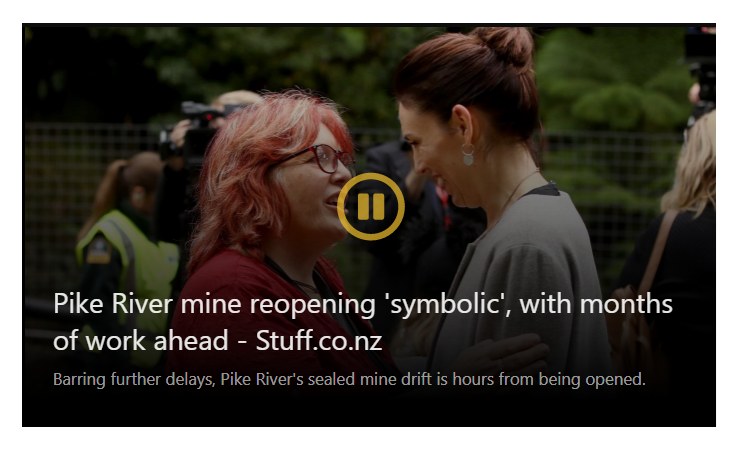 Pike River mine reopening 'symbolic', with months
of work ahead - Stuff.co.nz
Barring further delays, Pike River's sealed mine drift is hours from being opened.